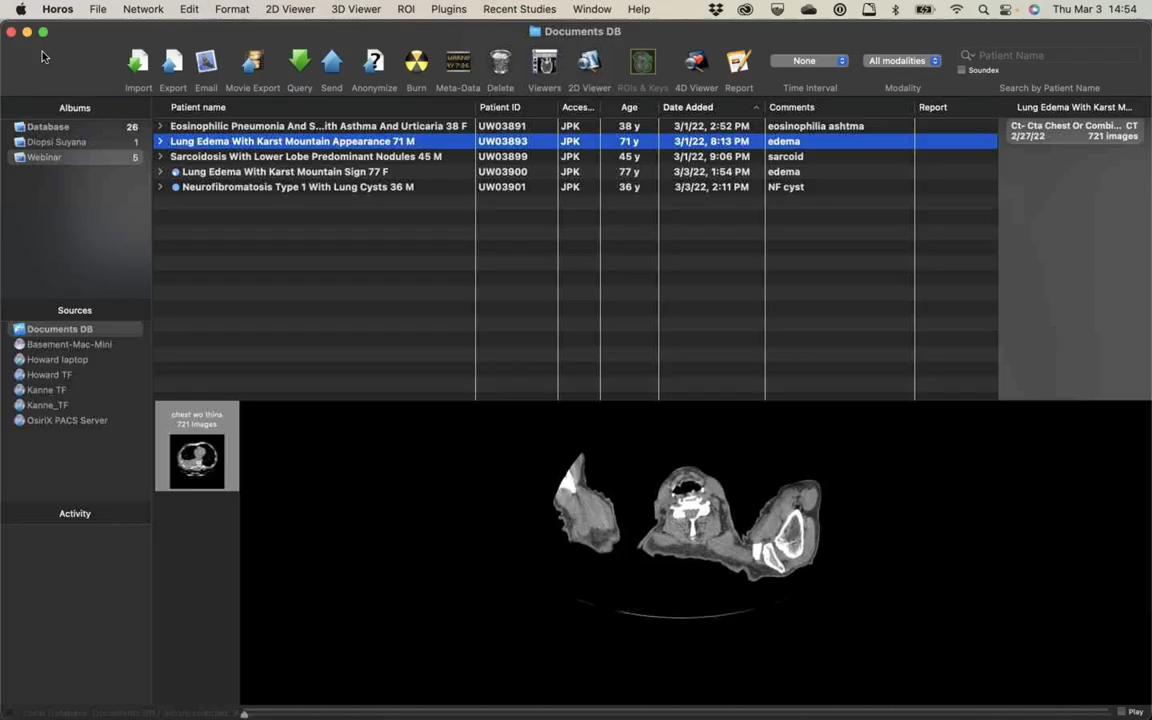 Horos File Network Edit Format 2D Viewer 3D Viewer ROI Plugins Recent Studies Window Help Thu Mar 3 14:54
Documents DB
None All modalities Patient Name
Soundex
Import Export Email Movie Export Query Send Anonymize Burn Meta-Data Delete Viewers 2D Viewer ROIs & Keys 4D Viewer Report Time Interval Modality Search by Patient Name
Albums Patient name Patient ID Acces... Age Date Added Comments Report Lung Edema With Karst M...
Database 26 Eosinophilic Pneumonia And S...ith Asthma And Urticaria 38 F UW03891 JPK 38 y 3/1/22, 2:52 PM eosinophilia ashtma Ct- Cta Chest Or Combi... CT
2/27/22 721 images
Diopsi Suyana 1 Lung Edema With Karst Mountain Appearance 71 M UW03893 JPK 71 y 3/1/22, 8:13 PM edema
Webinar 5 Sarcoidosis With Lower Lobe Predominant Nodules 45 M UW03899 JPK 45 y 3/1/22, 9:06 PM sarcoid
Lung Edema With Karst Mountain Sign 77 F UW03900 JPK 77 y 3/3/22, 1:54 PM edema
Neurofibromatosis Type 1 With Lung Cysts 36 M UW03901 JPK 36 y 3/3/22, 2:11 PM NF cyst
Sources
Documents DB
Basement-Mac-Mini
Howard laptop
Howard TF
Kanne TF
Kanne_TF
OsiriX PACS Server
Activity
chest wo thins
721 Images
Play